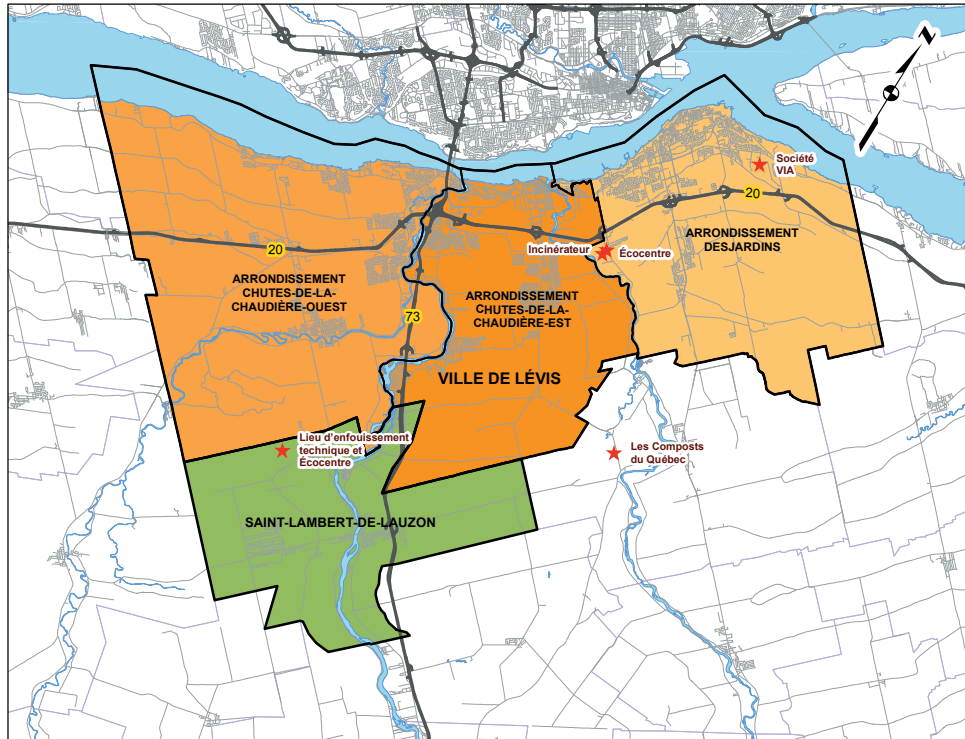 N
Société
VIA
20
ARRONDISSEMENT
DESJARDINS
Incinérateur
Écocentre
20
ARRONDISSEMENT
CHUTES-DE-LA-
CHAUDIÈRE-OUEST
ARRONDISSEMENT
CHUTES-DE-LA-
CHAUDIÈRE-EST
73
VILLE DE LÉVIS
Lieu d'enfouissement
technique et
Écocentre
Les Composts
du Québec
SAINT-LAMBERT-DE-LAUZON